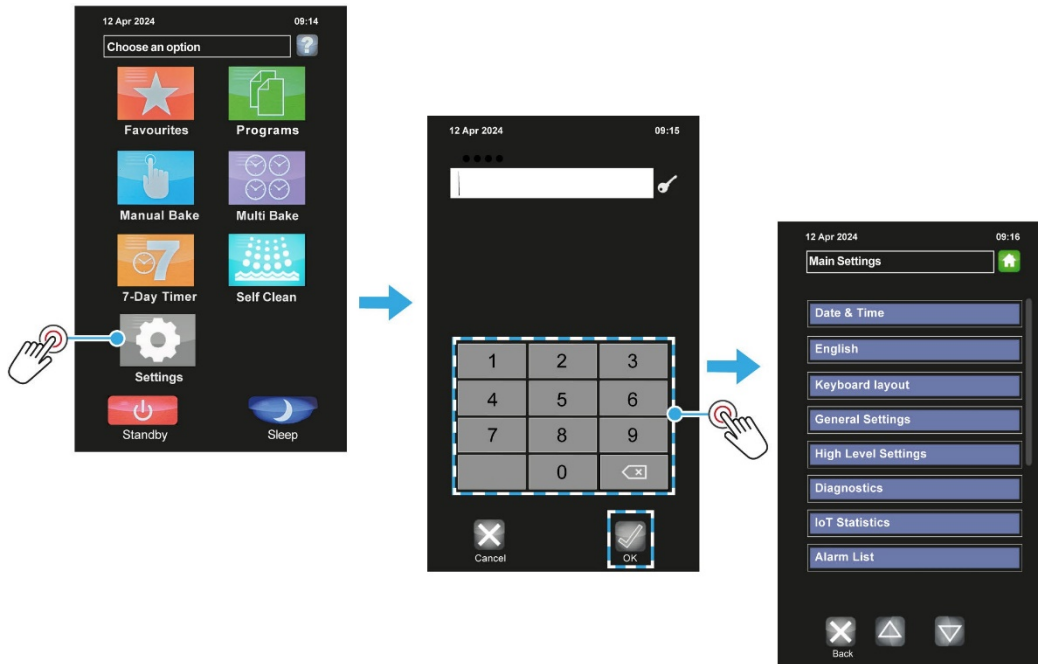 12 Apr 2024 09:14
Choose an option
?
Favourites Programs
Manual Bake Multi Bake
7
7-Day Timer Self Clean
Settings
Standby Sleep
12 Apr 2024 09:15
1 2 3
4 5 6
7 8 9
0
Cancel OK
12 Apr 2024 09:16
Main Settings
Date & Time
English
Keyboard layout
General Settings
High Level Settings
Diagnostics
IoT Statistics
Alarm List
Back